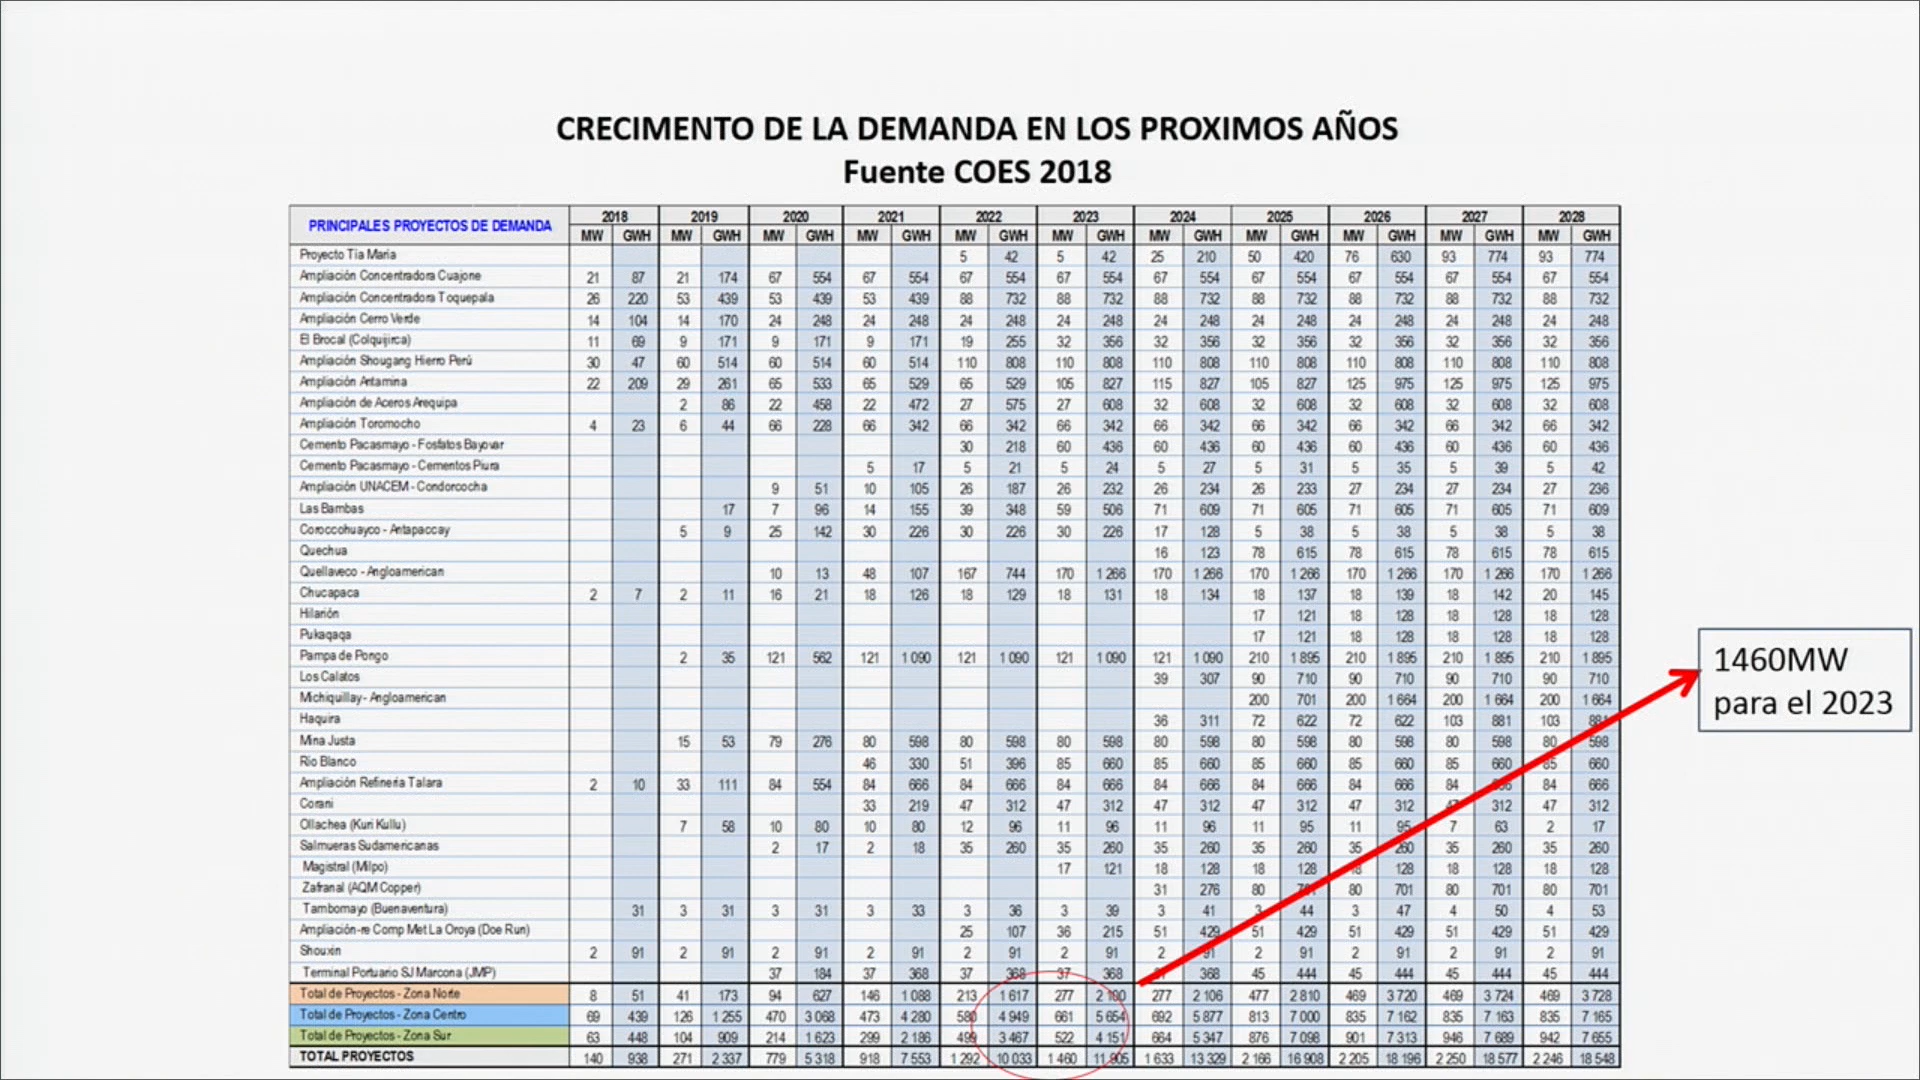 CRECIMENTO DE LA DEMANDA EN LOS PROXIMOS AÑOS
Fuente COES 2018
PRINCIPALES PROYECTOS DE DEMANDA 2018 2019 2020 2021 2022 2023 2024 2025 2026 2027 2028
MW GWH MW GWH MW GWH MW GWH MW GWH MW GWH MW GWH MW GWH MW GWH MW GWH MW GWH
Proyecto Tia Maria 5 42 5 42 25 210 50 420 76 630 93 774 93 774
Ampliación Concentradora Cuajone 21 87 21 174 67 554 67 554 67 554 67 554 67 554 67 554 67 554 67 554 67 554
Ampliación Concentradora Toquepala 26 220 53 439 53 439 53 439 88 732 88 732 88 732 88 732 88 732 88 732 88 732
Ampliación Cerro Verde 14 104 14 170 24 248 24 248 24 248 24 248 24 248 24 248 24 248 24 248 24 248
El Brocal (Colquijirca) 11 69 9 171 9 171 9 171 19 255 32 356 32 356 32 356 32 356 32 356 32 356
Ampliación Shougang Hierro Perú 30 47 60 514 60 514 60 514 110 808 110 808 110 808 110 808 110 808 110 808 110 808
Ampliación Antamina 22 209 29 261 65 533 65 529 65 529 105 827 115 827 105 827 125 975 125 975 125 975
Ampliación de Aceros Arequipa 2 86 22 458 22 472 27 575 27 608 32 608 32 608 32 608 32 608 32 608
Ampliación Toromocho 4 23 6 44 66 228 66 342 66 342 66 342 66 342 66 342 66 342 66 342 66 342
Cemento Pacasmayo - Fosfatos Bayovar 30 218 60 436 60 436 60 436 60 436 60 436 60 436
Cemento Pacasmayo - Cementos Piura 5 17 5 21 5 24 5 27 5 31 5 35 5 39 5 42
Ampliación UNACEM - Condorcocha 9 51 10 105 26 187 26 232 26 234 26 233 27 234 27 234 27 236
Las Bambas 17 7 96 14 155 39 348 59 506 71 609 71 605 71 605 71 605 71 609
Coroccohuayco - Antapaccay 5 9 25 142 30 226 30 226 30 226 17 128 5 38 5 38 5 38 5 38
Quechua 16 123 78 615 78 615 78 615 78 615
Quellaveco - Angloamerican 10 13 48 107 167 744 170 1 266 170 1 266 170 1 266 170 1 266 170 1 266 170 1 266
Chucapaca 2 7 2 11 16 21 18 126 18 129 18 131 18 134 18 137 18 139 18 142 20 145
Hilarión 17 121 18 128 18 128 18 128
Pukaqaqa 17 121 18 128 18 128 18 128
Pampa de Pongo 2 35 121 562 121 1 090 121 1 090 121 1 090 121 1 090 210 1 895 210 1 895 210 1 895 210 1 895
Los Calatos 39 307 90 710 90 710 90 710 90 710
Michiquillay- Angloamerican 200 701 200 1 664 200 1 664 200 1 664
Haquira 36 311 72 622 72 622 103 881 103 881
Mina Justa 15 53 79 276 80 598 80 598 80 598 80 598 80 598 80 598 80 598 80 598
Rio Blanco 46 330 51 396 85 660 85 660 85 660 85 660 85 660 85 660
Ampliación Refineria Talara 2 10 33 111 84 554 84 666 84 666 84 666 84 666 84 666 84 666 84 84 666
Corani 33 219 47 312 47 312 47 312 47 312 47 312 47 312 47 312
Ollachea (Kuri Kullu) 7 58 10 80 10 80 12 96 11 96 11 96 11 95 11 95 7 63 2 17
Salmueras Sudamericanas 2 17 2 18 35 260 35 260 35 260 35 260 35 260 35 260 35 260
Magistral (Milpo) 17 121 18 128 18 128 18 128 18 128 18 128
Zafranal (AQM Copper) 31 276 80 80 701 80 701 80 701
Tambomayo (Buenaventura) 31 3 31 3 31 3 33 3 36 3 39 3 41 3 44 3 47 4 50 4 53
Ampliación-re Comp Met La Oroya (Doe Run) 25 107 36 215 51 429 51 429 51 429 51 429 51 429
Shouxin 2 91 2 91 2 91 2 91 2 91 2 91 2 91 2 91 2 91 2 91 2 91
Terminal Portuario SJ Marcona (JMP) 37 184 37 368 37 368 37 368 368 45 444 45 444 45 444 45 444
Total de Proyectos - Zona Norte 8 51 41 173 94 627 146 1 088 213 1 617 277 2 100 277 2 106 477 2 810 469 3 720 469 3 724 469 3 728
Total de Proyectos - Zona Centro 69 439 126 1 255 470 3 068 473 4 280 580 4 949 661 5 654 692 5 877 813 7 000 835 7 162 835 7 163 835 7 165
Total de Proyectos - Zona Sur 63 448 104 909 214 1 623 299 2 186 499 3 467 522 4 151 664 5 347 876 7 098 901 7 313 946 7 689 942 7 655
TOTAL PROYECTOS 140 938 271 2 337 779 5 318 918 7 553 1 292 10 033 1 460 11 905 1 633 13 329 2 166 16 908 2 205 18 196 2 250 18 577 2 246 18 548
1460MW
para el 2023